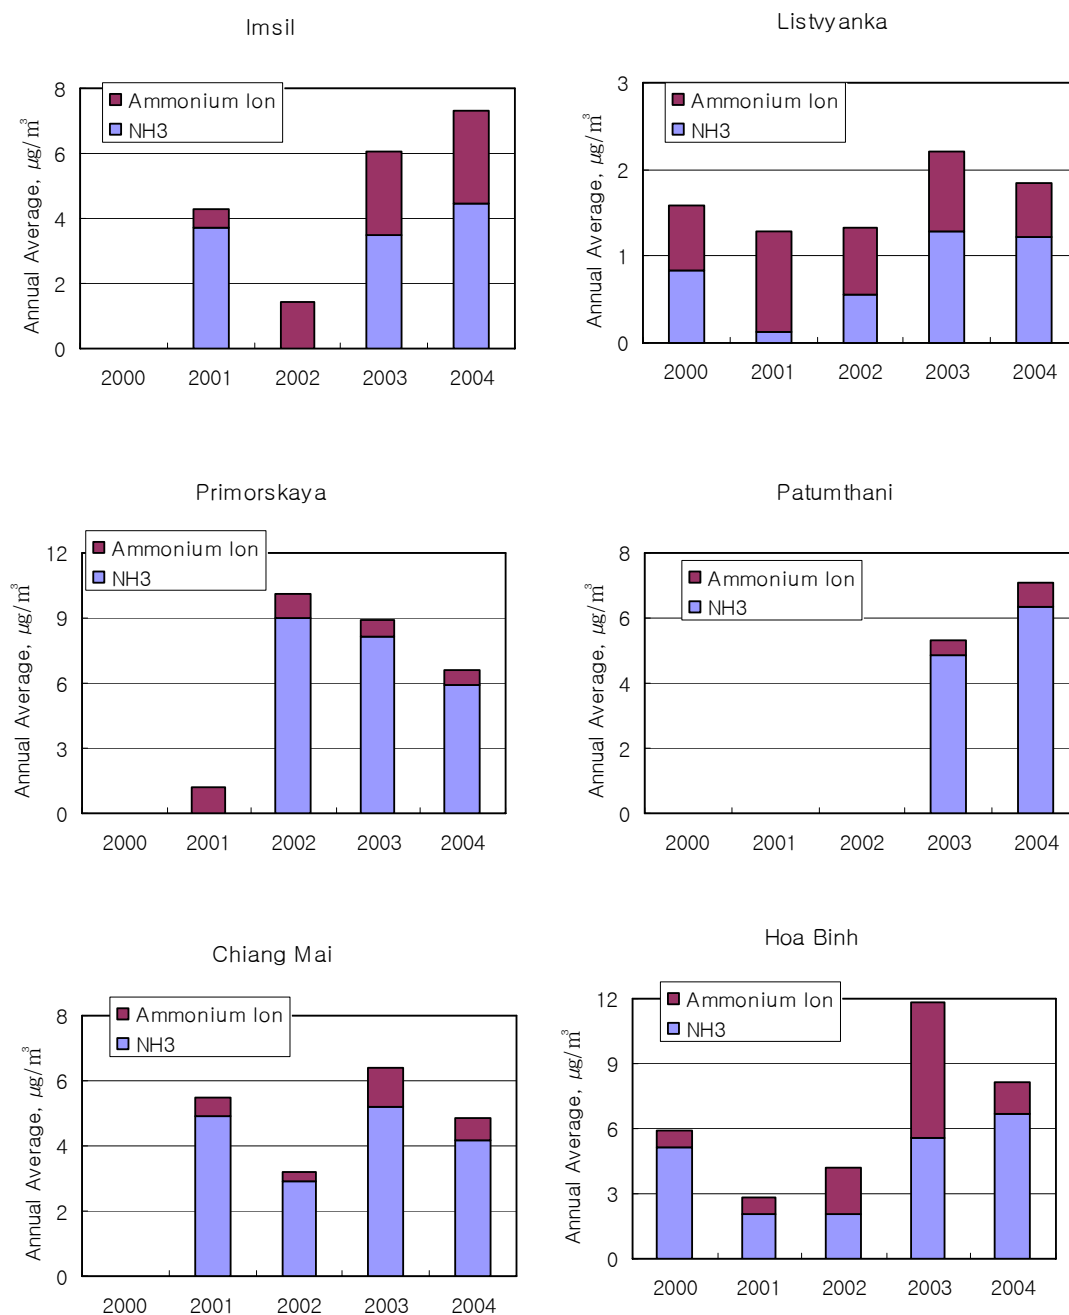 Imsil
Annual Average, μg/m³
8
6
4
2
0
Ammonium Ion
NH3
2000 2001 2002 2003 2004
Listvyanka
Annual Average, μg/m³
3
2
1
0
Ammonium Ion
NH3
2000 2001 2002 2003 2004
Primorskaya
Annual Average, μg/m³
12
9
6
3
0
Ammonium Ion
NH3
2000 2001 2002 2003 2004
Patumthani
Annual Average, μg/m³
8
6
4
2
0
Ammonium Ion
NH3
2000 2001 2002 2003 2004
Chiang Mai
Annual Average, μg/m³
8
6
4
2
0
Ammonium Ion
NH3
2000 2001 2002 2003 2004
Hoa Binh
Annual Average, μg/m³
12
9
6
3
0
Ammonium Ion
NH3
2000 2001 2002 2003 2004